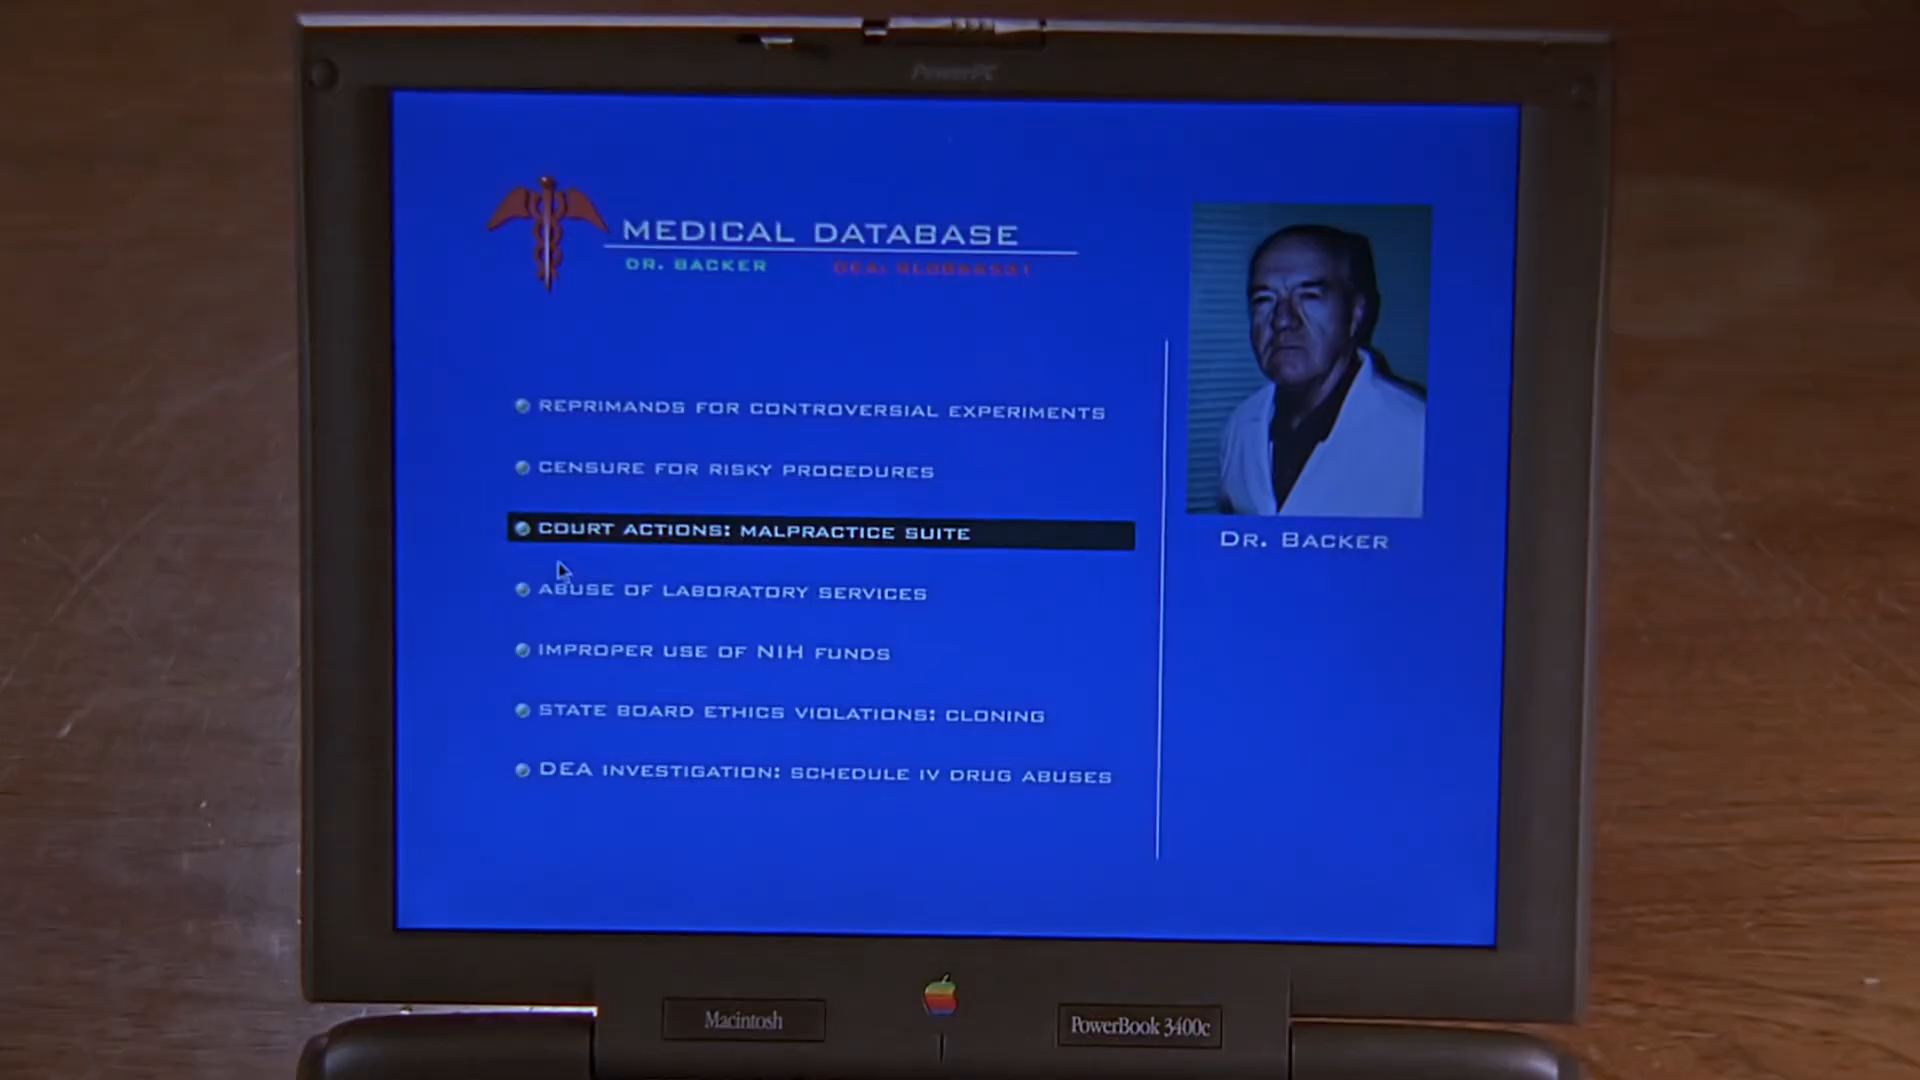 PowerPC
MEDICAL DATABASE
DR. BACKER
DEA:
REPRIMANDS FOR CONTROVERSIAL EXPERIMENTS
CENSURE FOR RISKY PROCEDURES
COURT ACTIONS: MALPRACTICE SUITE
ABUSE OF LABORATORY SERVICES
IMPROPER USE OF NIH FUNDS
STATE BOARD ETHICS VIOLATIONS: CLONING
DEA INVESTIGATION: SCHEDULE IV DRUG ABUSES
DR. BACKER
Macintosh
PowerBook 3400c